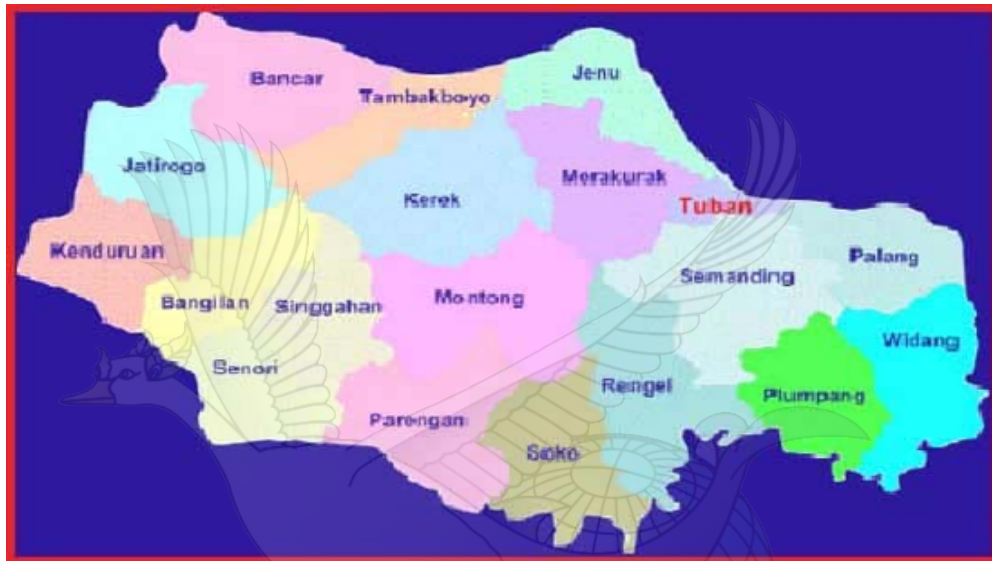 Bancar
Tambakboyo
Jenu
Jatirogo
Kerek
Merakurak
Tuban
Kenduruan
Semanding
Palang
Bangilan
Singgahan
Montong
Widang
Senori
Rengel
Plumpang
Parengan
Soko